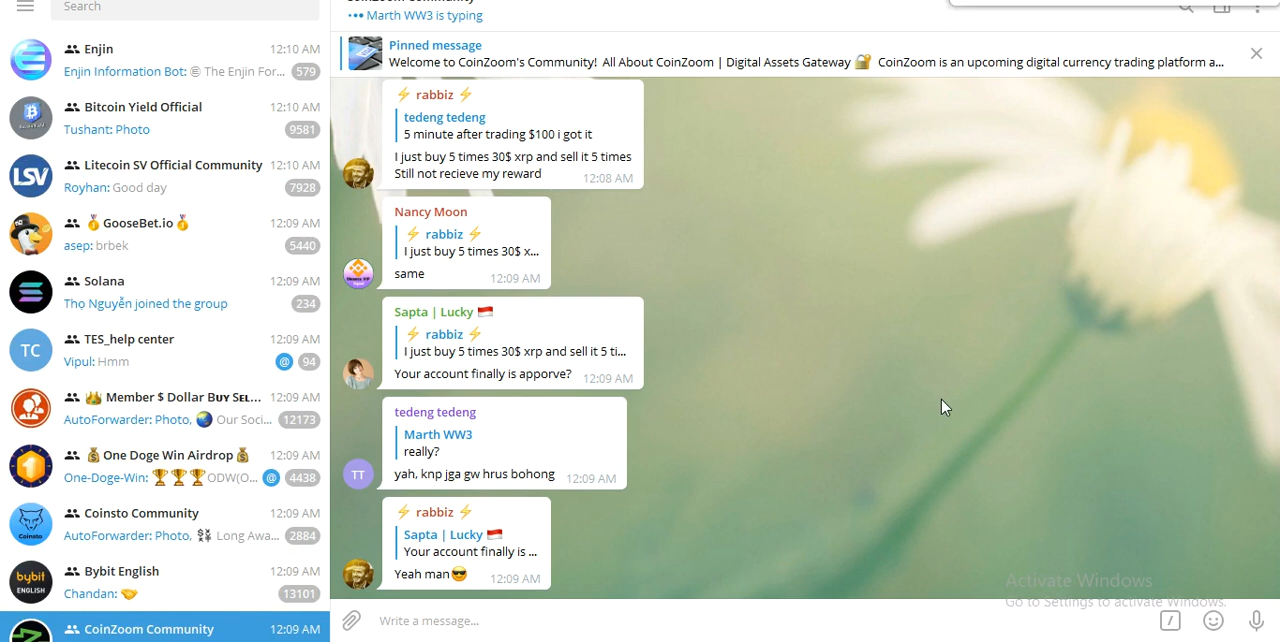 Search
Enjin 12:10 AM
Enjin Information Bot: © The Enjin For... 579
Bitcoin Yield Official 12:10 AM
Tushant: Photo 9581
LSV
Litecoin SV Official Community 12:10 AM
Royhan: Good day 7928
🥇GooseBet.io🥇 12:09 AM
asep: brbek 5440
Solana 12:09 AM
Thọ Nguyễn joined the group 234
TC
TES_help center 12:09 AM
Vipul: Hmm @ 94
👑 Member $ Dollar Bᴜʏ Sᴇʟ... 12:09 AM
AutoForwarder: Photo, 🌏 Our Soci... 12173
💰One Doge Win Airdrop💰 12:09 AM
One-Doge-Win: 🏆🏆🏆ODW(O... @ 4438
Coinsto
Coinsto Community 12:09 AM
AutoForwarder: Photo, 💱 Long Awa... 2884
bybit
ENGLISH
Bybit English 12:09 AM
Chandan: 🤝 13101
CoinZoom Community 12:09 AM
CoinZoom Community
Marth WW3 is typing
Pinned message
Welcome to CoinZoom's Community! All About CoinZoom | Digital Assets Gateway 🔐 CoinZoom is an upcoming digital currency trading platform a...
⚡ rabbiz ⚡
tedeng tedeng
5 minute after trading $100 i got it
I just buy 5 times 30$ xrp and sell it 5 times
Still not recieve my reward 12:08 AM
Nancy Moon
⚡ rabbiz ⚡
I just buy 5 times 30$ x...
same 12:09 AM
Sapta | Lucky 🇮🇩
⚡ rabbiz ⚡
I just buy 5 times 30$ xrp and sell it 5 ti...
Your account finally is apporve? 12:09 AM
tedeng tedeng
Marth WW3
really?
TT
yah, knp jga gw hrus bohong 12:09 AM
⚡ rabbiz ⚡
Sapta | Lucky 🇮🇩
Your account finally is ...
Yeah man😎 12:09 AM
Activate Windows
Go to Settings to activate Windows.
Write a message...